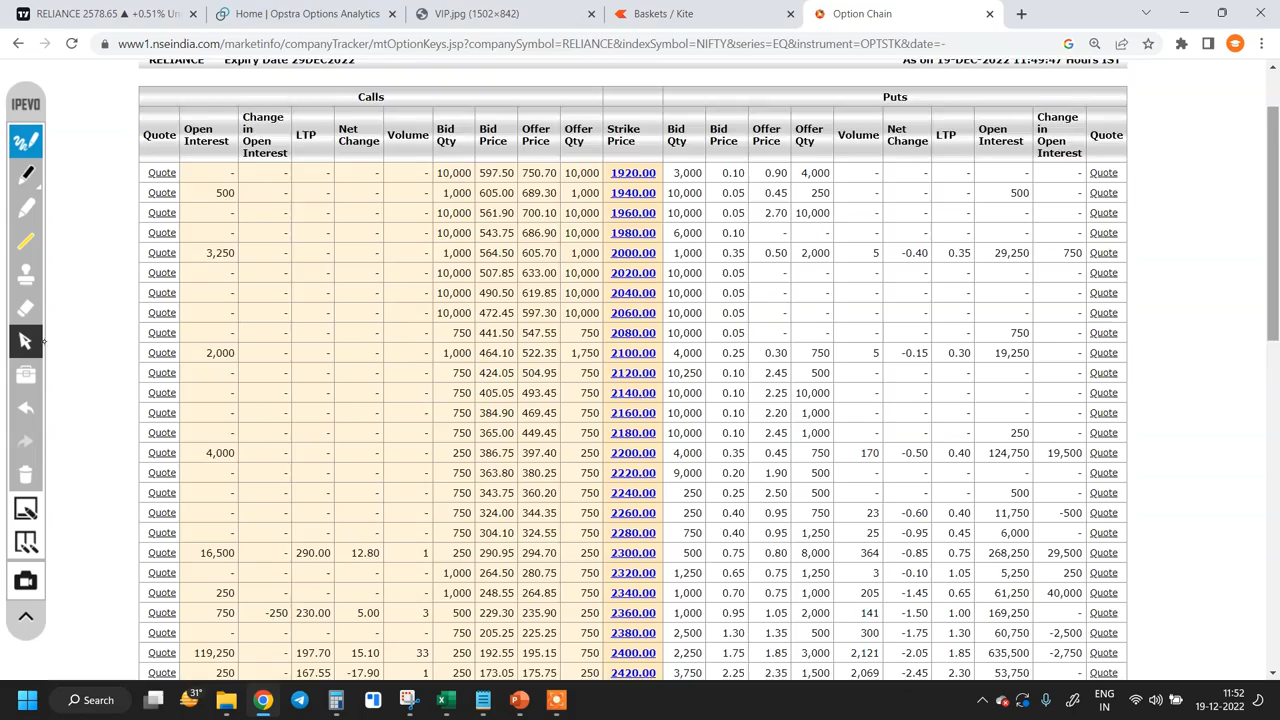 RELIANCE 2578.65 ▲ +0.51% Un
Home | Opstra Options Analytics
VIP.jpg (1502×842)
Baskets / Kite
Option Chain
www1.nseindia.com/marketinfo/companyTracker/mtOptionKeys.jsp?companySymbol=RELIANCE&indexSymbol=NIFTY&series=EQ&instrument=OPTSTK&date=-
RELIANCE Expiry Date 29DEC2022 As on 19-DEC-2022 11:49:47 Hours IST
IPEVO
Calls Puts
Quote Open Interest Change in Open Interest LTP Net Change Volume Bid Qty Bid Price Offer Price Offer Qty Strike Price Bid Qty Bid Price Offer Price Offer Qty Volume Net Change LTP Open Interest Change in Open Interest Quote
Quote - - - - - 10,000 597.50 750.70 10,000 1920.00 3,000 0.10 0.90 4,000 - - - - - Quote
Quote 500 - - - - 1,000 605.00 689.30 1,000 1940.00 10,000 0.05 0.45 250 - - - 500 - Quote
Quote - - - - - 10,000 561.90 700.10 10,000 1960.00 10,000 0.05 2.70 10,000 - - - - - Quote
Quote - - - - - 10,000 543.75 686.90 10,000 1980.00 6,000 0.10 - - - - - - - Quote
Quote 3,250 - - - - 1,000 564.50 605.70 1,000 2000.00 1,000 0.35 0.50 2,000 5 -0.40 0.35 29,250 750 Quote
Quote - - - - - 10,000 507.85 633.00 10,000 2020.00 10,000 0.05 - - - - - - - Quote
Quote - - - - - 10,000 490.50 619.85 10,000 2040.00 10,000 0.05 - - - - - - - Quote
Quote - - - - - 10,000 472.45 597.30 10,000 2060.00 10,000 0.05 - - - - - - - Quote
Quote - - - - - 750 441.50 547.55 750 2080.00 10,000 0.05 - - - - - 750 - Quote
Quote 2,000 - - - - 1,000 464.10 522.35 1,750 2100.00 4,000 0.25 0.30 750 5 -0.15 0.30 19,250 - Quote
Quote - - - - - 750 424.05 504.95 750 2120.00 10,250 0.10 2.45 500 - - - - - Quote
Quote - - - - - 750 405.05 493.45 750 2140.00 10,000 0.10 2.25 10,000 - - - - - Quote
Quote - - - - - 750 384.90 469.45 750 2160.00 10,000 0.10 2.20 1,000 - - - - - Quote
Quote - - - - - 750 365.00 449.45 750 2180.00 10,000 0.10 2.45 1,000 - - - 250 - Quote
Quote 4,000 - - - - 250 386.75 397.40 250 2200.00 4,000 0.35 0.45 750 170 -0.50 0.40 124,750 19,500 Quote
Quote - - - - - 750 363.80 380.25 750 2220.00 9,000 0.20 1.90 500 - - - - - Quote
Quote - - - - - 750 343.75 360.20 750 2240.00 250 0.25 2.50 500 - - - 500 - Quote
Quote - - - - - 750 324.00 344.35 750 2260.00 250 0.40 0.95 750 23 -0.60 0.40 11,750 -500 Quote
Quote - - - - - 750 304.10 324.55 750 2280.00 750 0.40 0.95 1,250 25 -0.95 0.45 6,000 - Quote
Quote 16,500 - 290.00 12.80 1 250 290.95 294.70 250 2300.00 500 0.75 0.80 8,000 364 -0.85 0.75 268,250 29,500 Quote
Quote - - - - - 1,000 264.50 280.75 750 2320.00 1,250 0.65 0.75 1,250 3 -0.10 1.05 5,250 250 Quote
Quote 250 - - - - 1,000 248.55 264.85 750 2340.00 1,000 0.70 0.75 1,000 205 -1.45 0.65 61,250 40,000 Quote
Quote 750 -250 230.00 5.00 3 500 229.30 235.90 250 2360.00 1,000 0.95 1.05 2,000 141 -1.50 1.00 169,250 - Quote
Quote - - - - - 750 205.25 225.25 750 2380.00 2,500 1.30 1.35 500 300 -1.75 1.30 60,750 -2,500 Quote
Quote 119,250 - 197.70 15.10 33 250 192.55 195.15 750 2400.00 250 1.75 1.85 3,000 2,121 -2.05 1.85 635,500 -2,750 Quote
Quote 250 - 167.55 -17.90 1 250 173.05 175.10 750 2420.00 3,750 2.25 2.35 1,500 2,069 -2.45 2.25 53,750 - Quote
Search
31°
ENG
IN
11:52
19-12-2022